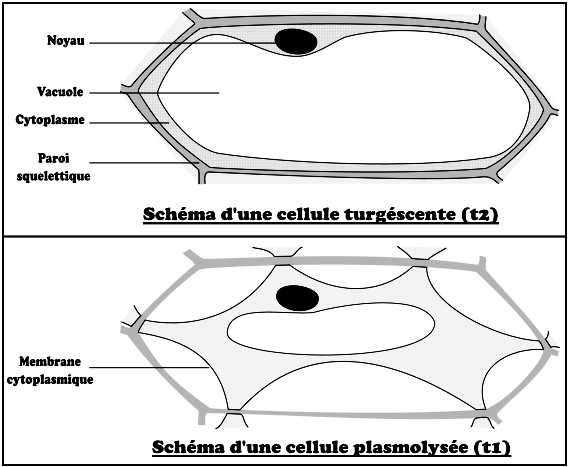 Noyau
Vacuole
Cytoplasme
Paroi
squelettique
Schéma d'une cellule turgéscente (t2)
Membrane
cytoplasmique
Schéma d'une cellule plasmolysée (t1)